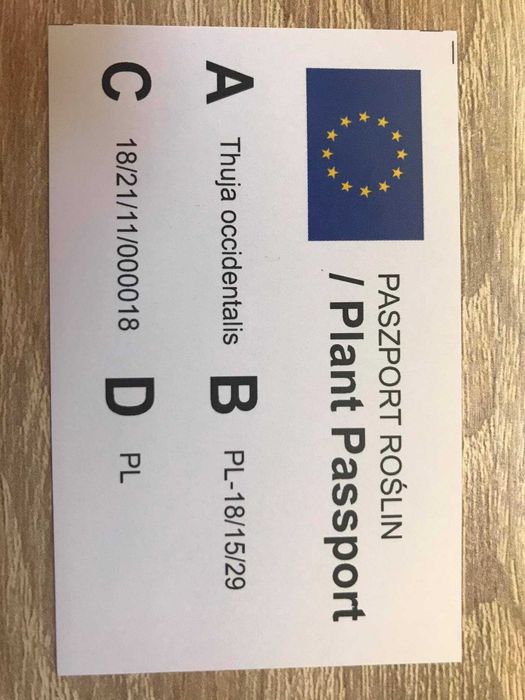 PASZPORT ROŚLIN
/ Plant Passport
A Thuja occidentalis B PL-18/15/29
C 18/21/11/000018 D PL